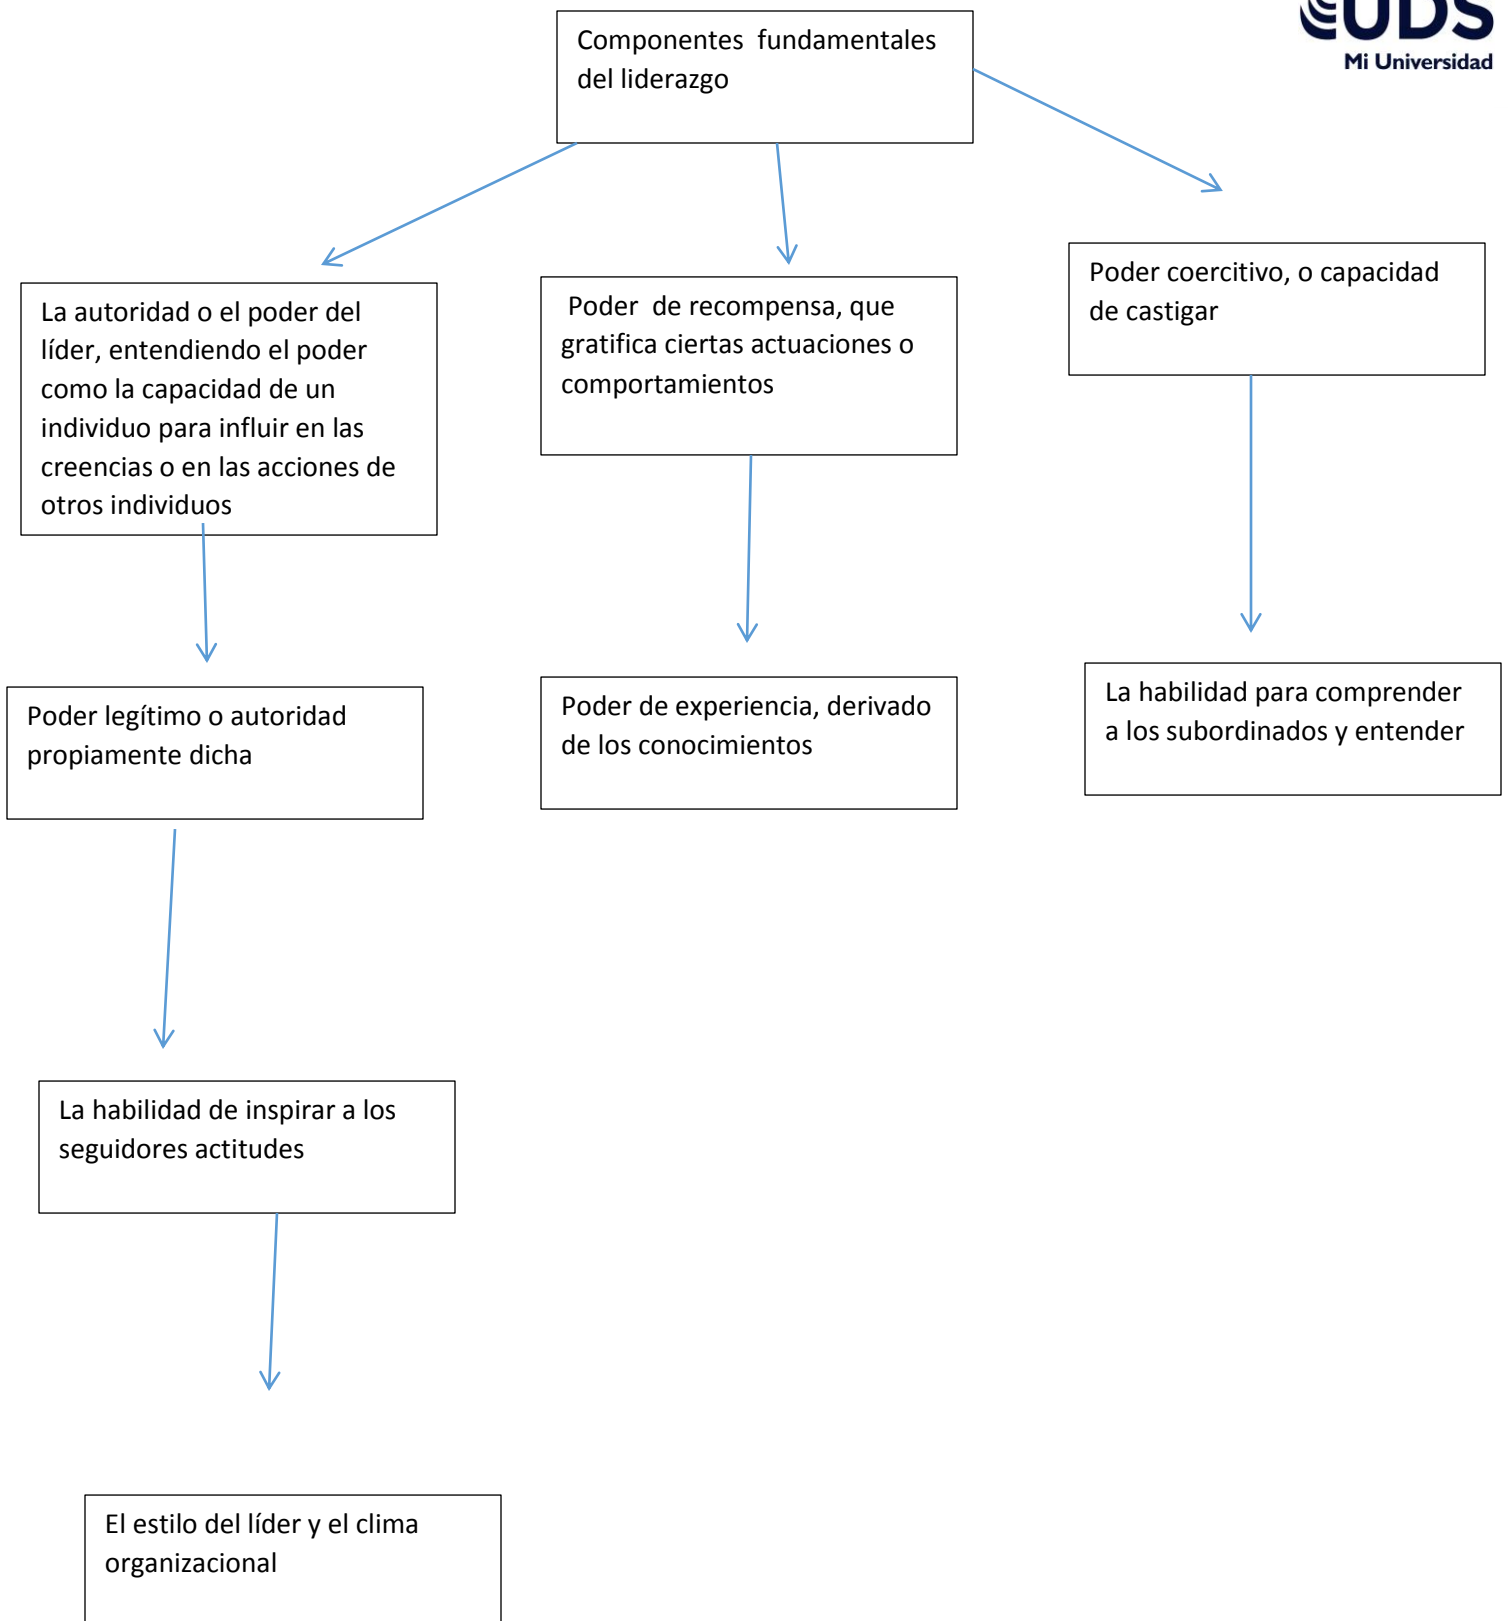 UDS
Mi Universidad
Componentes fundamentales
del liderazgo
La autoridad o el poder del
líder, entendiendo el poder
como la capacidad de un
individuo para influir en las
creencias o en las acciones de
otros individuos
Poder de recompensa, que
gratifica ciertas actuaciones o
comportamientos
Poder coercitivo, o capacidad
de castigar
Poder legítimo o autoridad
propiamente dicha
Poder de experiencia, derivado
de los conocimientos
La habilidad para comprender
a los subordinados y entender
La habilidad de inspirar a los
seguidores actitudes
El estilo del líder y el clima
organizacional